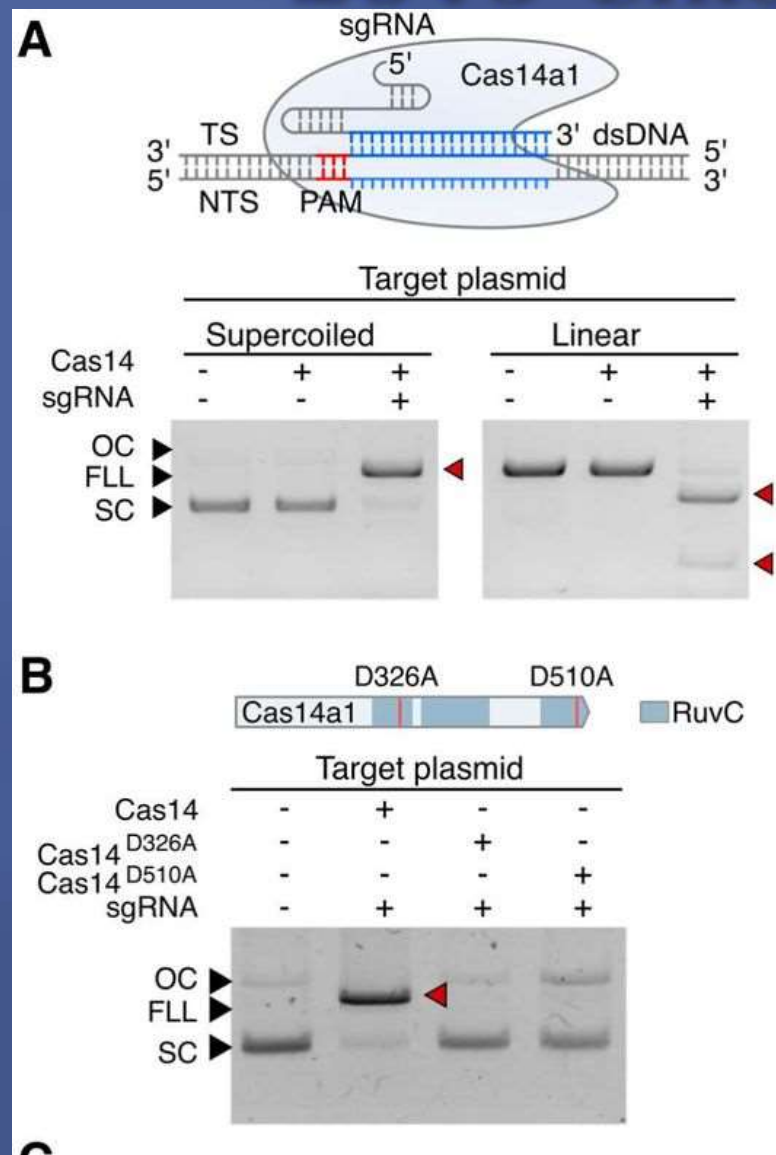 A
sgRNA
5'
Cas14a1
TS
3' dsDNA
3'
5'
5'
3'
NTS
PAM
Target plasmid
Supercoiled
Linear
Cas14 - + + - + +
sgRNA - - + - - +
OC
FLL
SC
B
D326A
D510A
Cas14a1
RuvC
Target plasmid
Cas14 - + - -
Cas14 D326A - - + -
Cas14 D510A - - - +
sgRNA - + + +
OC
FLL
SC